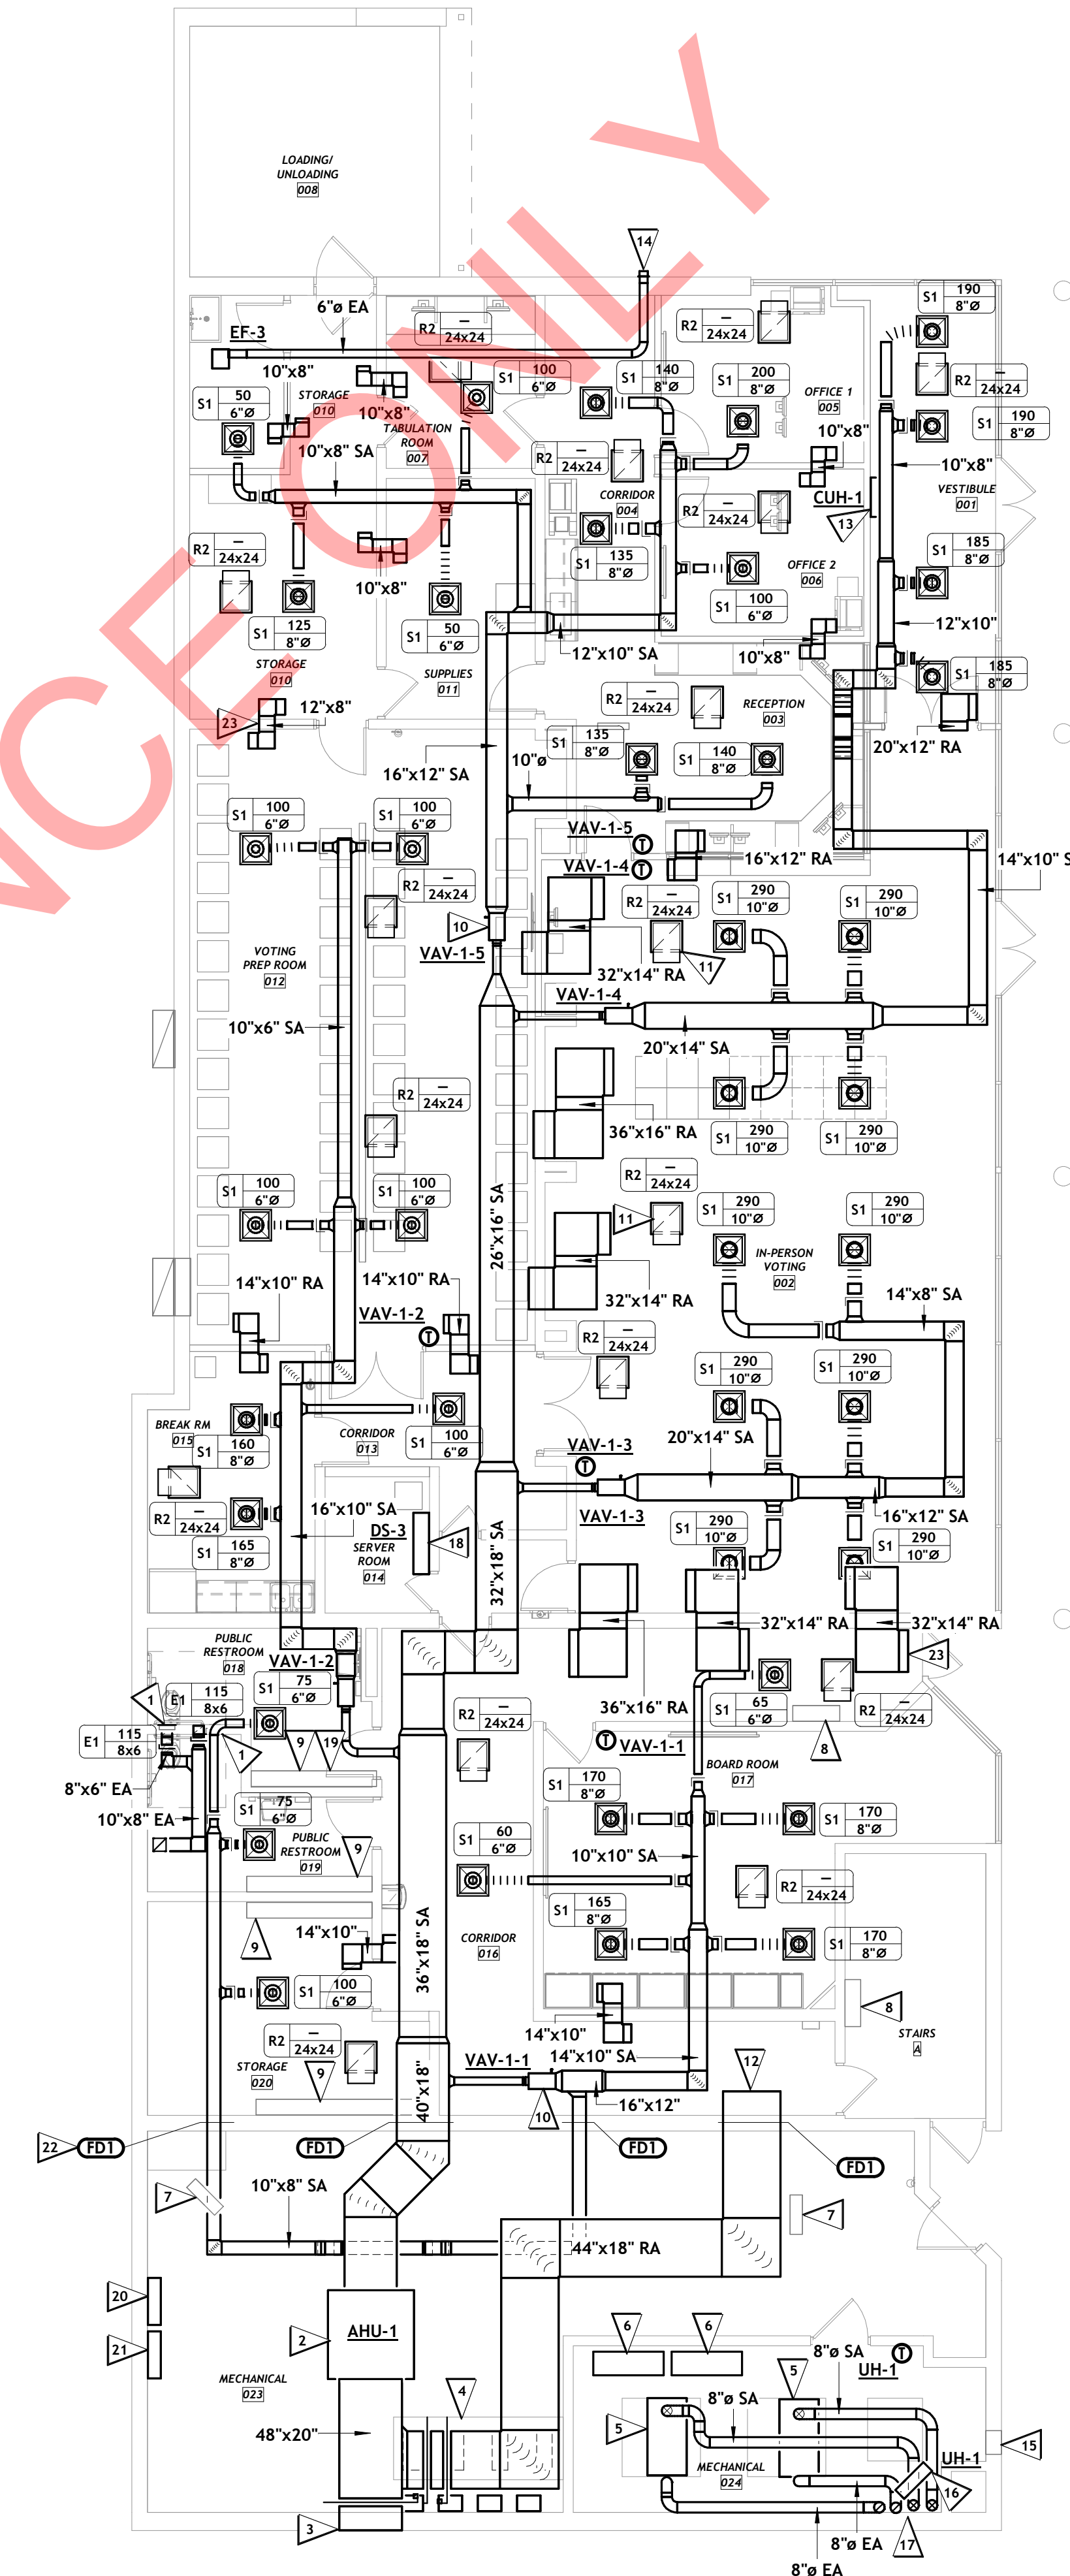 LOADING/
UNLOADING
008
14
6"ø EA
EF-3
10"x8"
S1 50
6"Ø
STORAGE
010
10"x8"
R2 —
24x24
TABULATION
ROOM
007
S1 100
6"Ø
S1 140
8"Ø
R2 —
24x24
S1 200
8"Ø
OFFICE 1
005
10"x8"
S1 190
8"Ø
R2 —
24x24
S1 190
8"Ø
10"x8" SA
R2 —
24x24
CORRIDOR
004
R2 —
24x24
CUH-1
13
10"x8"
VESTIBULE
001
R2 —
24x24
10"x8"
S1 135
8"Ø
OFFICE 2
006
S1 185
8"Ø
S1 125
8"Ø
S1 50
6"Ø
S1 100
6"Ø
12"x10"
STORAGE
010
SUPPLIES
011
12"x10" SA
10"x8"
S1 185
8"Ø
23
12"x8"
R2 —
24x24
RECEPTION
003
20"x12" RA
16"x12" SA
10"ø
S1 135
8"Ø
S1 140
8"Ø
S1 100
6"Ø
S1 100
6"Ø
VAV-1-5
T
VAV-1-4
T
16"x12" RA
14"x10" S
R2 —
24x24
R2 —
24x24
S1 290
10"Ø
S1 290
10"Ø
10
VAV-1-5
VOTING
PREP ROOM
012
32"x14" RA
11
VAV-1-4
10"x6" SA
20"x14" SA
R2 —
24x24
36"x16" RA
S1 290
10"Ø
S1 290
10"Ø
S1 100
6"Ø
S1 100
6"Ø
26"x16" SA
R2 —
24x24
11
S1 290
10"Ø
S1 290
10"Ø
IN-PERSON
VOTING
002
14"x10" RA
14"x10" RA
32"x14" RA
14"x8" SA
VAV-1-2
T
R2 —
24x24
S1 290
10"Ø
S1 290
10"Ø
BREAK RM
015
S1 160
8"Ø
CORRIDOR
013
S1 100
6"Ø
VAV-1-3
T
20"x14" SA
R2 —
24x24
16"x10" SA
DS-3
18
SERVER
ROOM
014
VAV-1-3
16"x12" SA
S1 165
8"Ø
32"x18" SA
S1 290
10"Ø
S1 290
10"Ø
PUBLIC
RESTROOM
018
VAV-1-2
32"x14" RA
32"x14" RA
23
1
E1 115
8x6
S1 75
6"Ø
36"x16" RA
S1 65
6"Ø
R2 —
24x24
R2 —
24x24
E1 115
8x6
1
9
19
T
VAV-1-1
8
8"x6" EA
BOARD ROOM
017
10"x8" EA
S1 75
6"Ø
S1 170
8"Ø
S1 170
8"Ø
PUBLIC
RESTROOM
019
9
S1 60
6"Ø
10"x10" SA
R2 —
24x24
9
14"x10"
36"x18" SA
CORRIDOR
016
S1 165
8"Ø
S1 170
8"Ø
S1 100
6"Ø
8
R2 —
24x24
14"x10"
STAIRS
A
STORAGE
020
9
VAV-1-1
14"x10" SA
12
40"x18"
10
16"x12"
22
FD1
FD1
FD1
FD1
7
10"x8" SA
7
44"x18" RA
20
21
2
AHU-1
6
6
8"ø SA
T
UH-1
MECHANICAL
023
4
5
8"ø SA
5
48"x20"
MECHANICAL
024
UH-1
15
16
3
8"ø EA
17
8"ø EA
CE ONLY